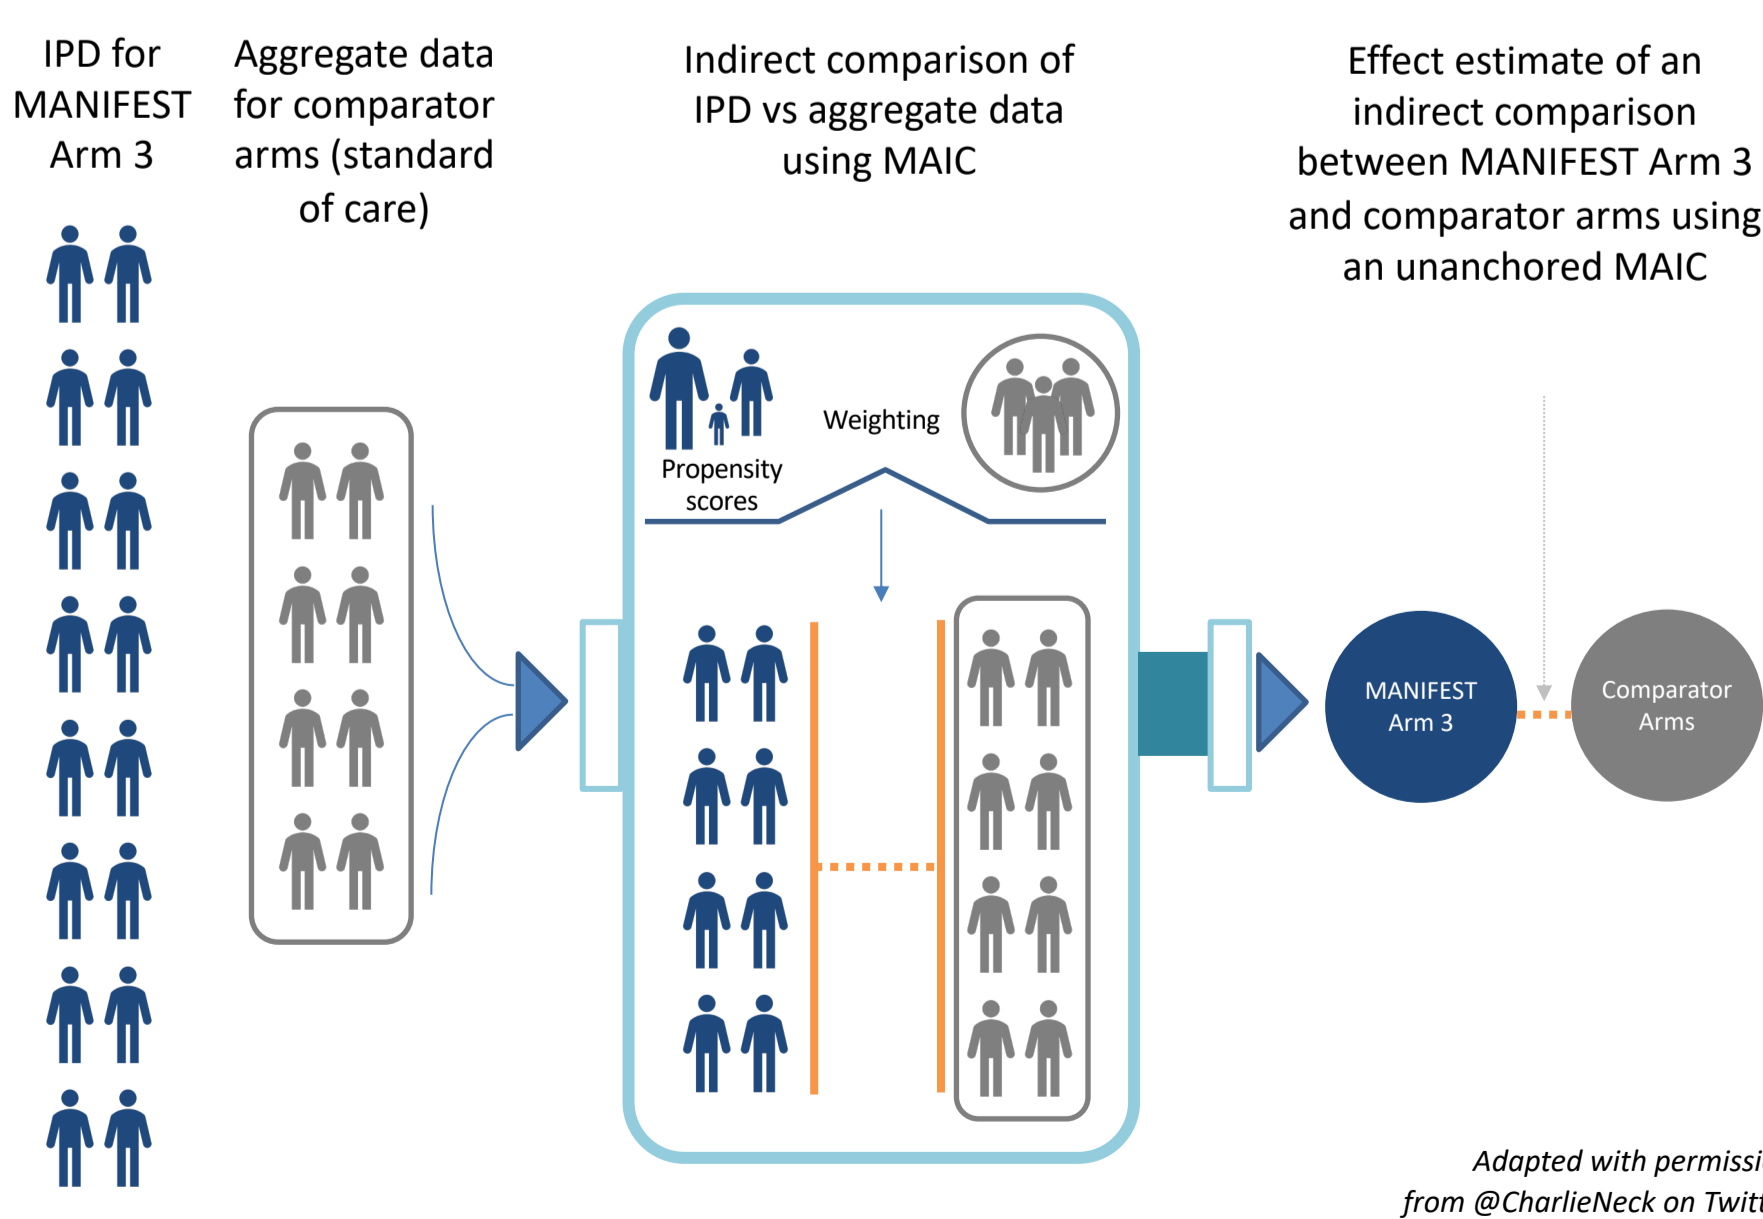 IPD for
MANIFEST
Arm 3
Aggregate data
for comparator
arms (standard
of care)
Indirect comparison of
IPD vs aggregate data
using MAIC
Effect estimate of an
indirect comparison
between MANIFEST Arm 3
and comparator arms using
an unanchored MAIC
Weighting
Propensity
scores
MANIFEST
Arm 3
Comparator
Arms
Adapted with
from @CharlieNeck on